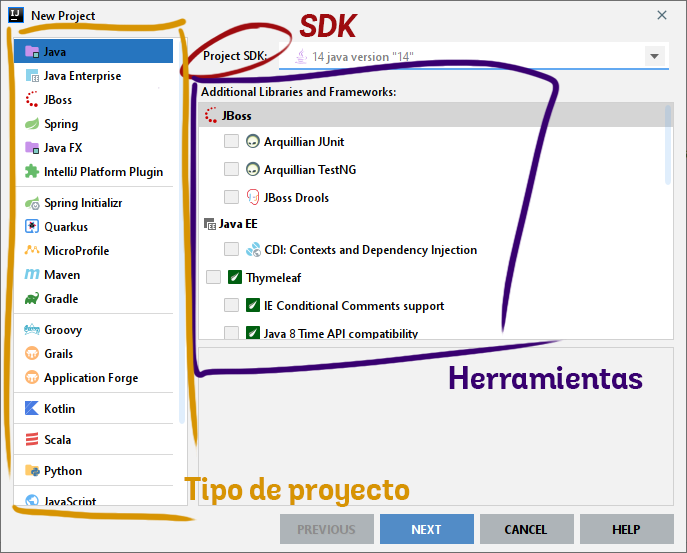 New Project
SDK
Project SDK:
14 java version "14"
Java
Java Enterprise
JBoss
Spring
Java FX
IntelliJ Platform Plugin
Spring Initializr
Quarkus
MicroProfile
Maven
Gradle
Groovy
Grails
Application Forge
Kotlin
Scala
Python
JavaScript
Additional Libraries and Frameworks:
JBoss
Arquillian JUnit
Arquillian TestNG
JBoss Drools
Java EE
CDI: Contexts and Dependency Injection
Thymeleaf
IE Conditional Comments support
Java 8 Time API compatibility
Herramientas
Tipo de proyecto
PREVIOUS
NEXT
CANCEL
HELP